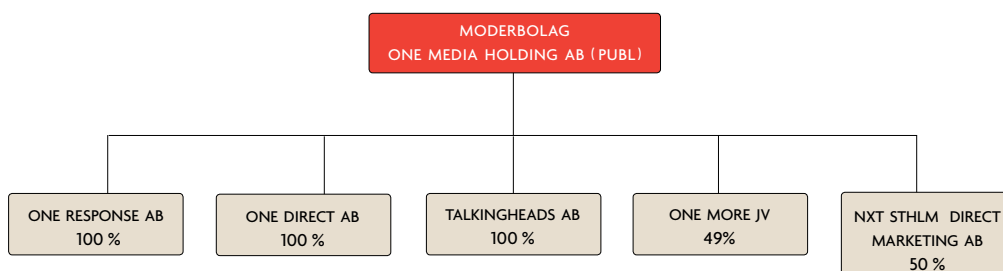 MODERBOLAG
ONE MEDIA HOLDING AB (PUBL)
ONE RESPONSE AB
100 %
ONE DIRECT AB
100 %
TALKINGHEADS AB
100 %
ONE MORE JV
49%
NXT STHLM DIRECT
MARKETING AB
50 %